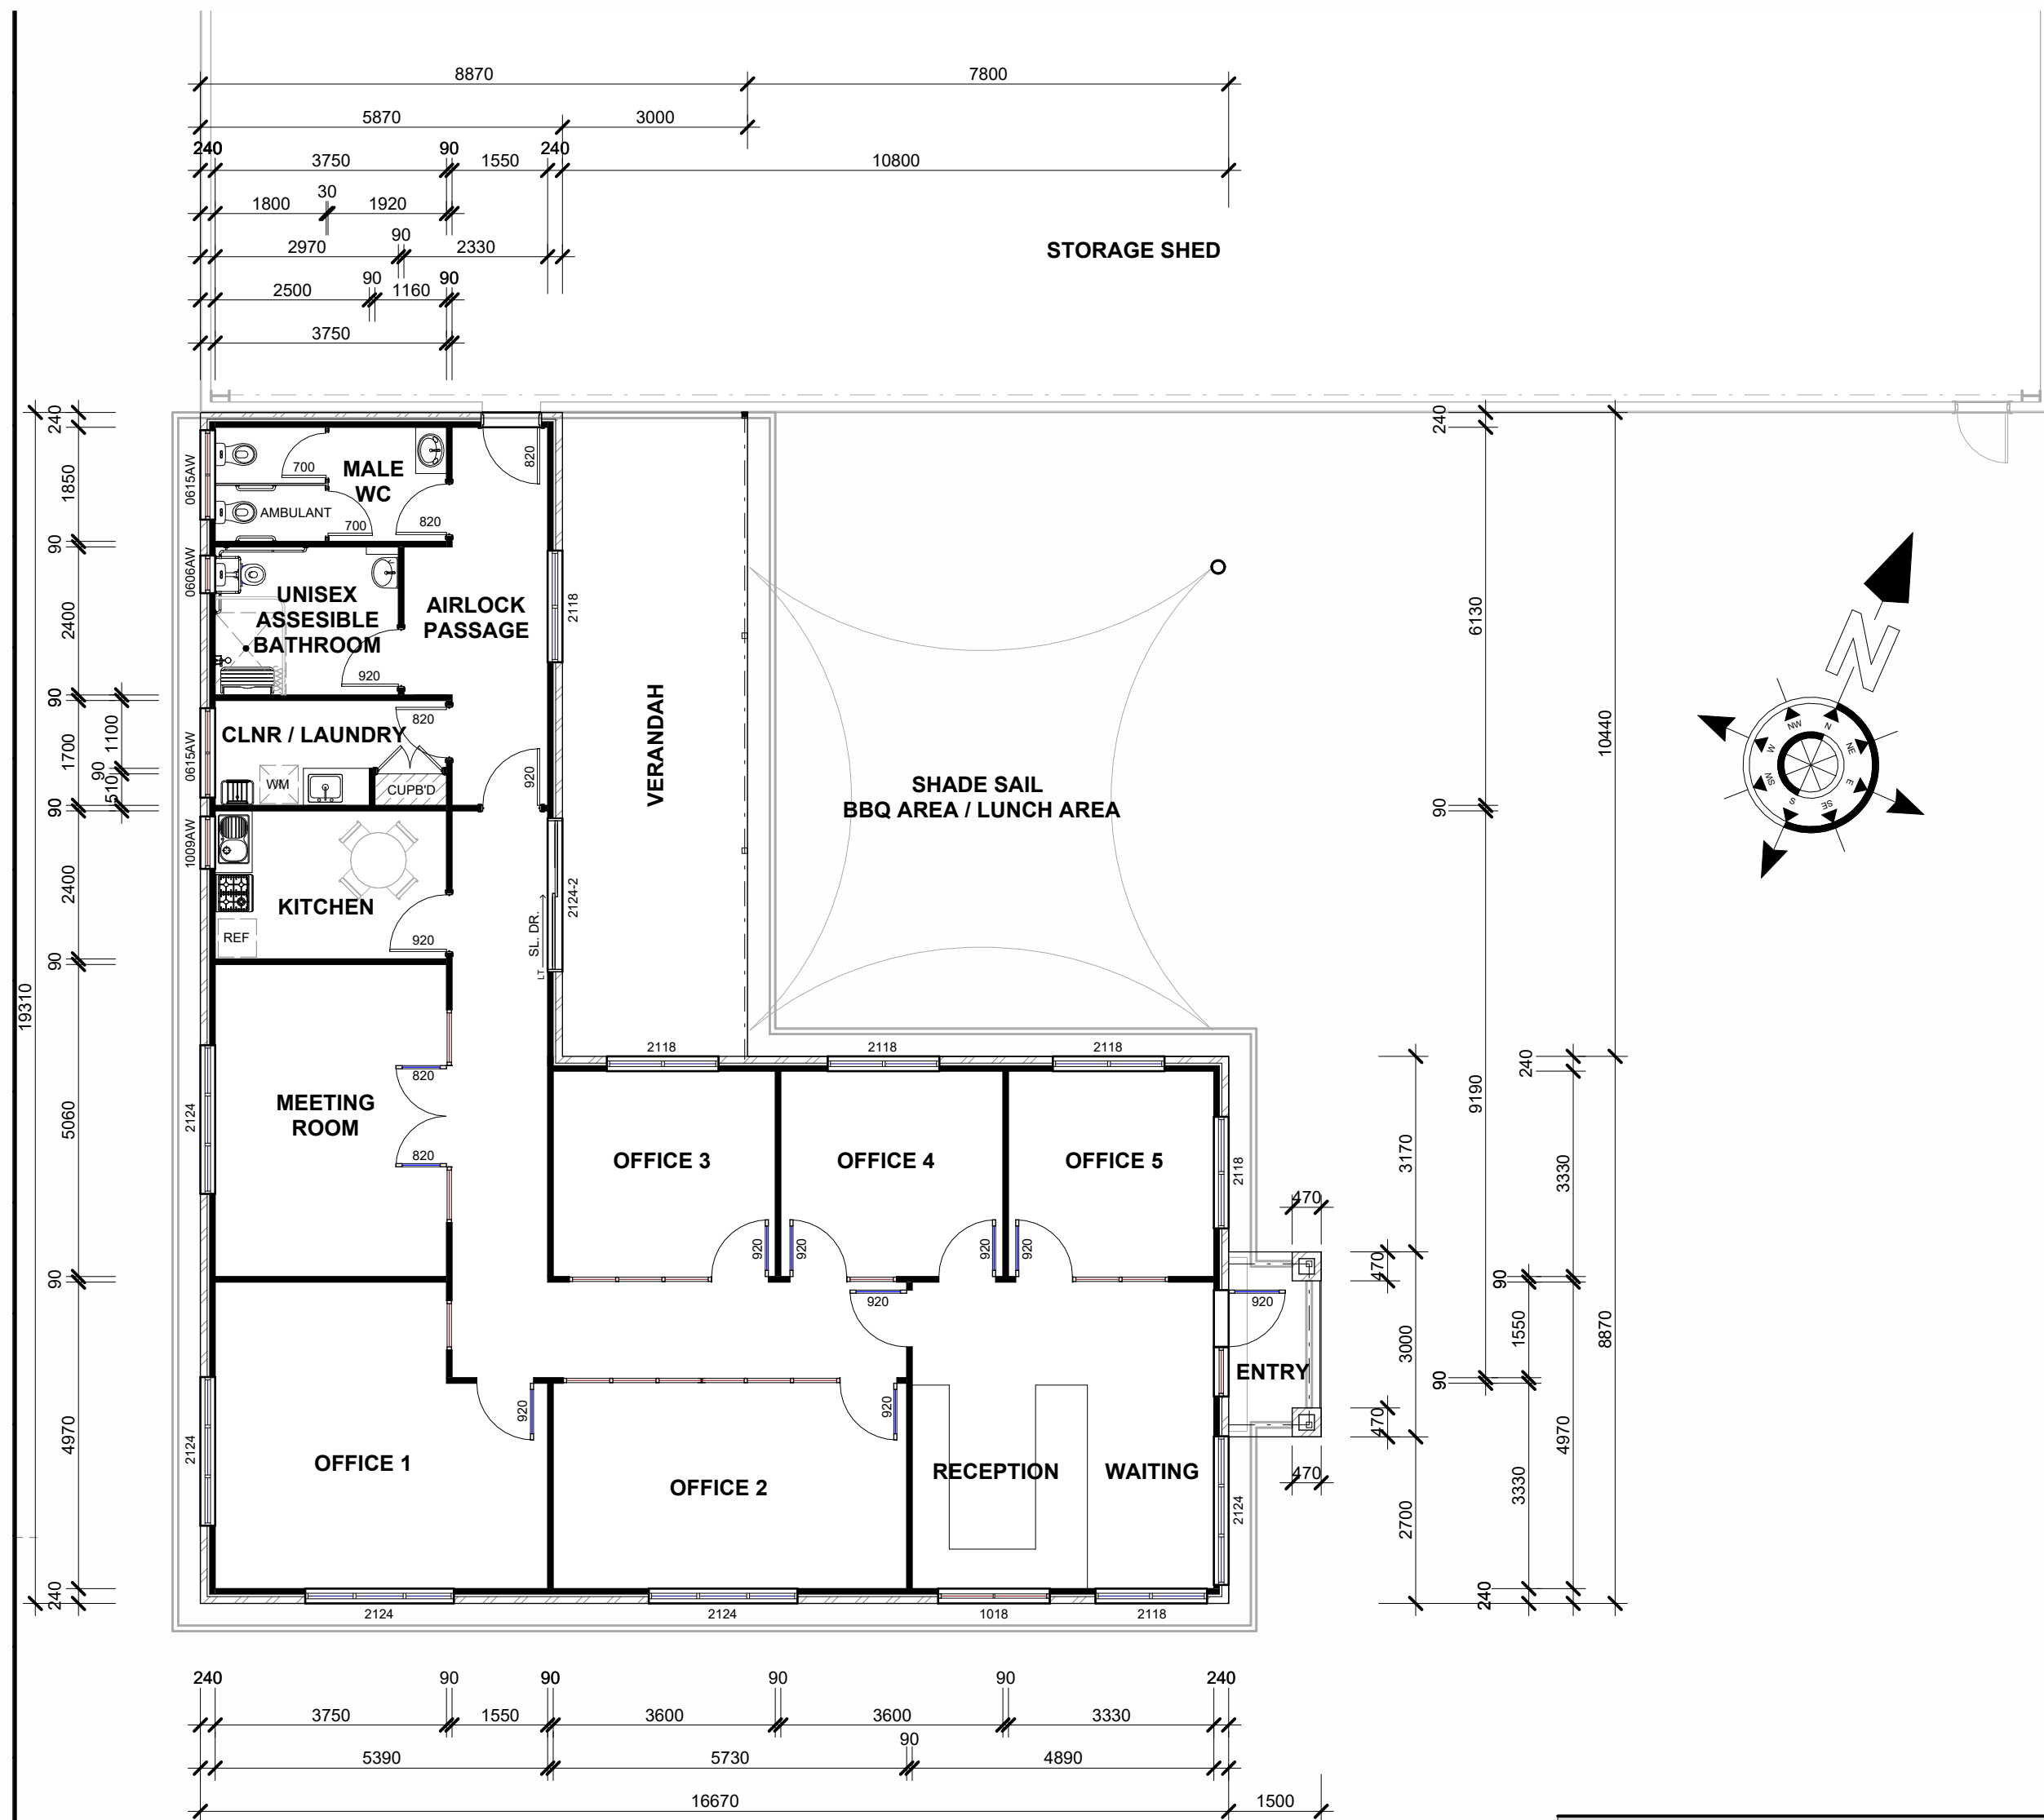 8870 7800
5870 3000
240 3750 90 1550 240 10800
30
1800 1920
90
2970 2330
90 90
2500 1160
3750
STORAGE SHED
240
1850
90
2400
90
1700
90
2400
90
5060
90
4970
240
19310
1100
90
510
0615AW
0606AW
0615AW
1009AW
2124
2124
700
MALE
WC
AMBULANT
700
820
820
UNISEX
ASSESIBLE
BATHROOM
920
AIRLOCK
PASSAGE
2118
CLNR / LAUNDRY
820
WM
CUPB'D
920
KITCHEN
REF
920
SL. DR.
LT
2124-2
VERANDAH
SHADE SAIL
BBQ AREA / LUNCH AREA
N
NW
N
NE
W
E
SW
S
SE
MEETING
ROOM
820
820
2118 2118 2118
OFFICE 3
OFFICE 4
OFFICE 5
920
920
920
920
2118
920
920
ENTRY
920
920
OFFICE 1
OFFICE 2
RECEPTION
WAITING
2124
2124 2124 1018 2118
470
470
470
470
3170
3000
2700
240
6130
90
9190
90
240
90
1550
3330
240
240
3330
4970
10440
8870
240 90 90 90 90 240
3750 1550 3600 3600 3330
90
5390 5730 4890
16670 1500